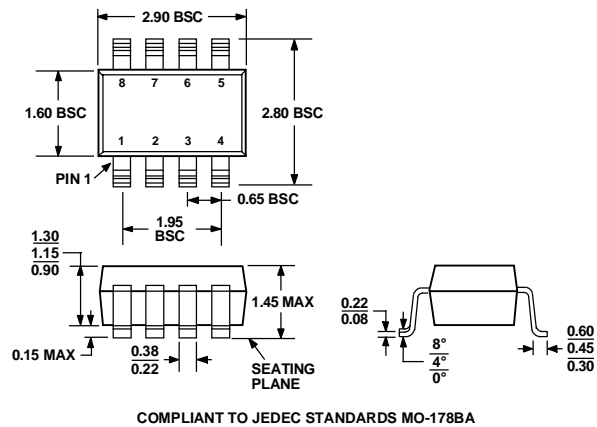 2.90 BSC
8 7 6 5
1.60 BSC
2.80 BSC
1 2 3 4
PIN 1
0.65 BSC
1.95
BSC
1.30
1.15
0.90
1.45 MAX
0.15 MAX
0.38
0.22
SEATING
PLANE
0.22
0.08
8°
4°
0°
0.60
0.45
0.30
COMPLIANT TO JEDEC STANDARDS MO-178BA